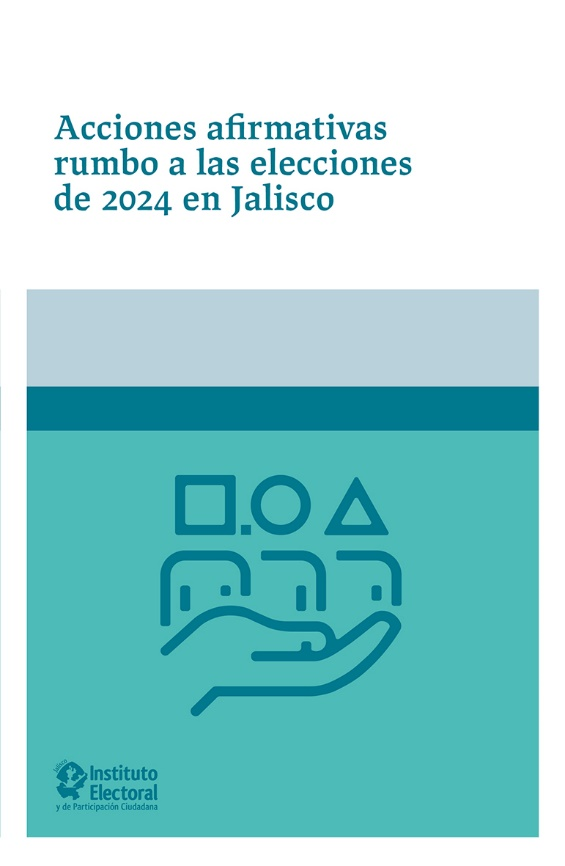 Acciones afirmativas
rumbo a las elecciones
de 2024 en Jalisco
Jalisco
Instituto
Electoral
y de Participación Ciudadana